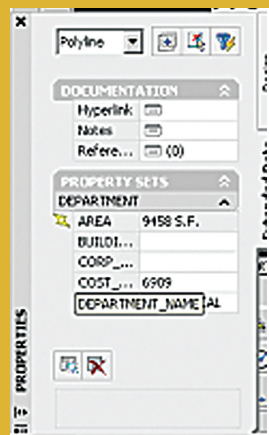 Polyline
DOCUMENTATION
Hyperlink
Notes
Refere... (0)
PROPERTY SETS
DEPARTMENT
AREA 9458 S.F.
BUILDI...
CORP_...
COST_... 6909
DEPARTMENT_NAME AL
PROPERTIES